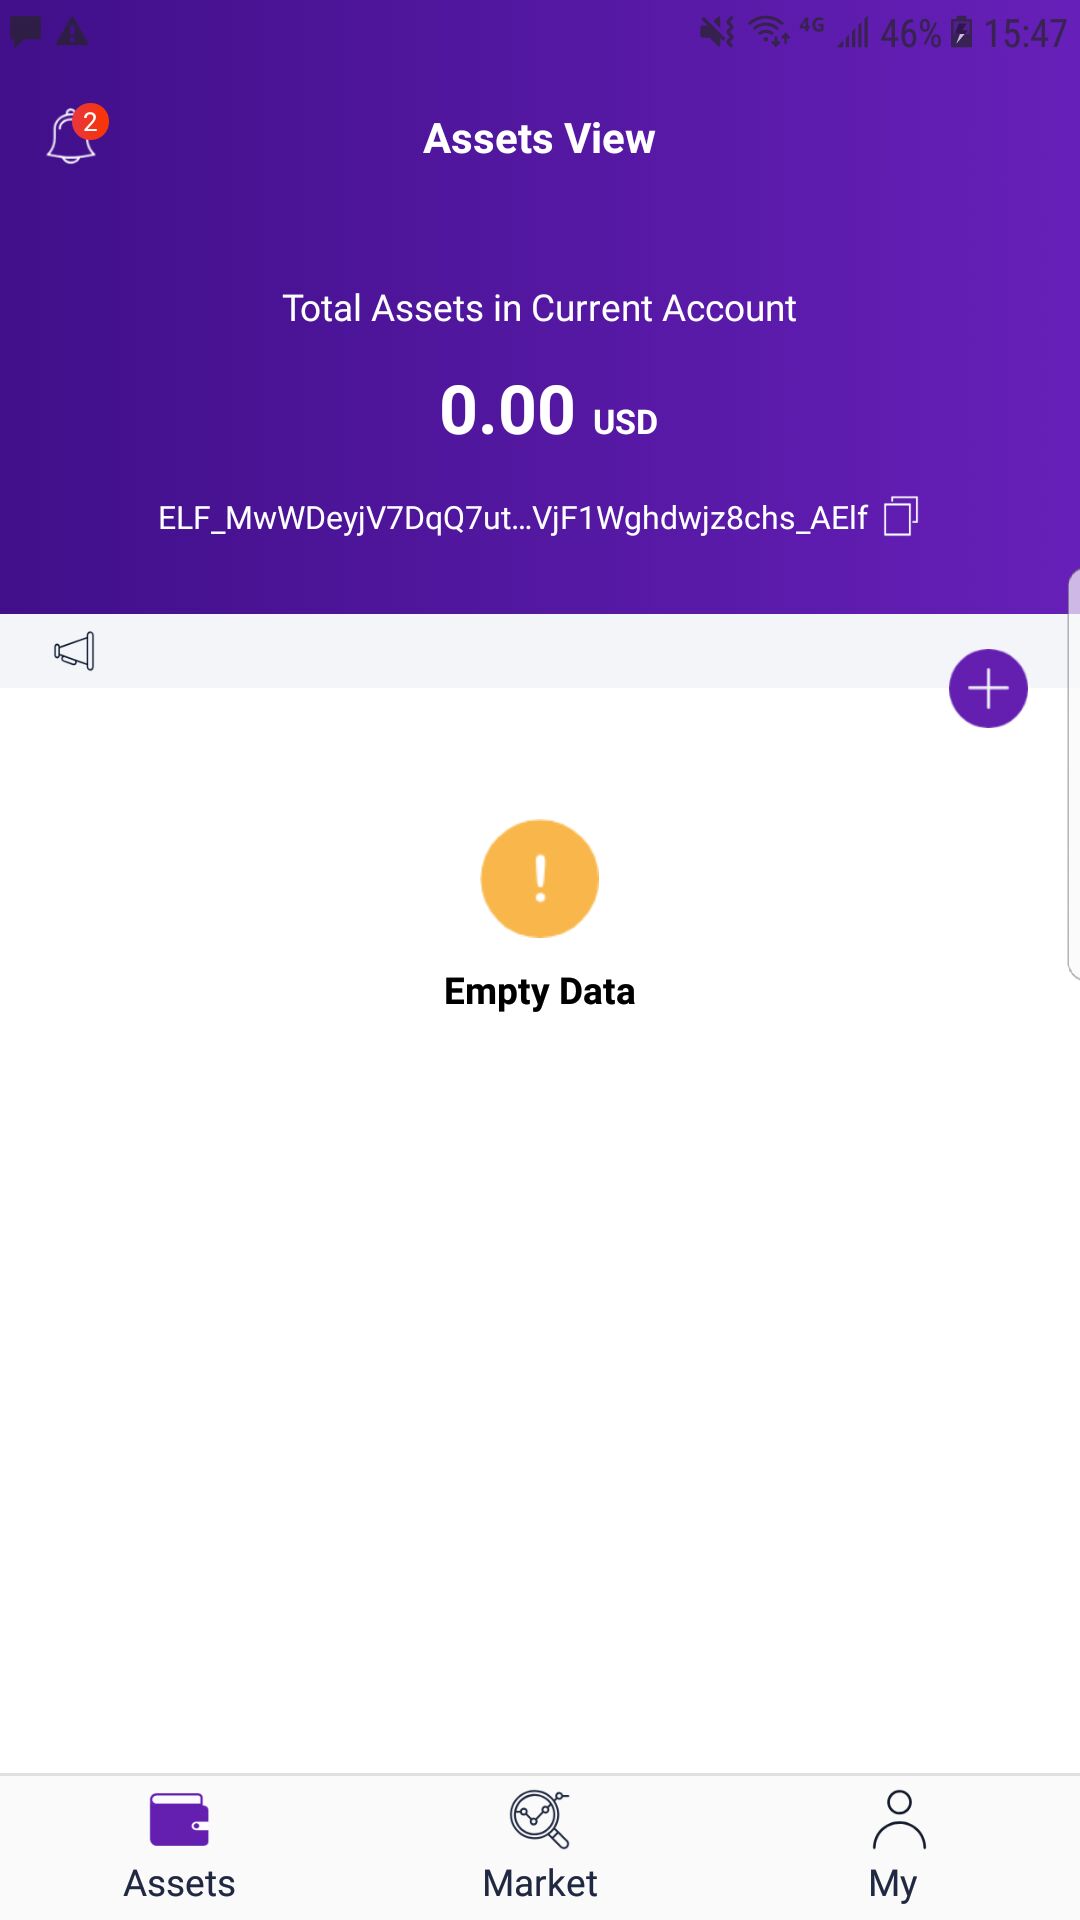 4G 46% 15:47
2
Assets View
Total Assets in Current Account
0.00 USD
ELF_MwWDeyjV7DqQ7ut...VjF1Wghdwjz8chs_AElf
Empty Data
Assets Market My